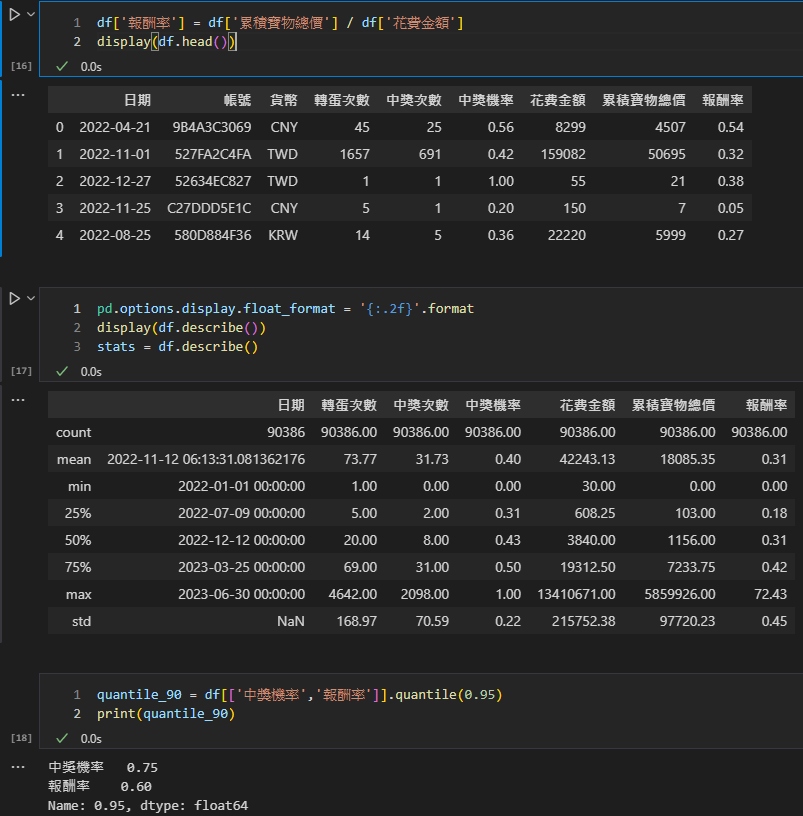 1 df['報酬率'] = df['累積寶物總價'] / df['花費金額']
2 display(df.head())
[16] ✓ 0.0s
日期 帳號 貨幣 轉蛋次數 中獎次數 中獎機率 花費金額 累積寶物總價 報酬率
0 2022-04-21 9B4A3C3069 CNY 45 25 0.56 8299 4507 0.54
1 2022-11-01 527FA2C4FA TWD 1657 691 0.42 159082 50695 0.32
2 2022-12-27 52634EC827 TWD 1 1 1.00 55 21 0.38
3 2022-11-25 C27DDD5E1C CNY 5 1 0.20 150 7 0.05
4 2022-08-25 580D884F36 KRW 14 5 0.36 22220 5999 0.27
1 pd.options.display.float_format = '{:.2f}'.format
2 display(df.describe())
3 stats = df.describe()
[17] ✓ 0.0s
日期 轉蛋次數 中獎次數 中獎機率 花費金額 累積寶物總價 報酬率
count 90386 90386.00 90386.00 90386.00 90386.00 90386.00 90386.00
mean 2022-11-12 06:13:31.081362176 73.77 31.73 0.40 42243.13 18085.35 0.31
min 2022-01-01 00:00:00 1.00 0.00 0.00 30.00 0.00 0.00
25% 2022-07-09 00:00:00 5.00 2.00 0.31 608.25 103.00 0.18
50% 2022-12-12 00:00:00 20.00 8.00 0.43 3840.00 1156.00 0.31
75% 2023-03-25 00:00:00 69.00 31.00 0.50 19312.50 7233.75 0.42
max 2023-06-30 00:00:00 4642.00 2098.00 1.00 13410671.00 5859926.00 72.43
std NaN 168.97 70.59 0.22 215752.38 97720.23 0.45
1 quantile_90 = df[['中獎機率','報酬率']].quantile(0.95)
2 print(quantile_90)
[18] ✓ 0.0s
中獎機率 0.75
報酬率 0.60
Name: 0.95, dtype: float64